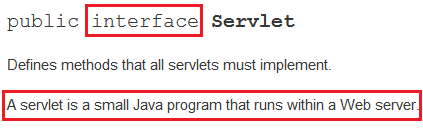 public interface Servlet
Defines methods that all servlets must implement.
A servlet is a small Java program that runs within a Web server.